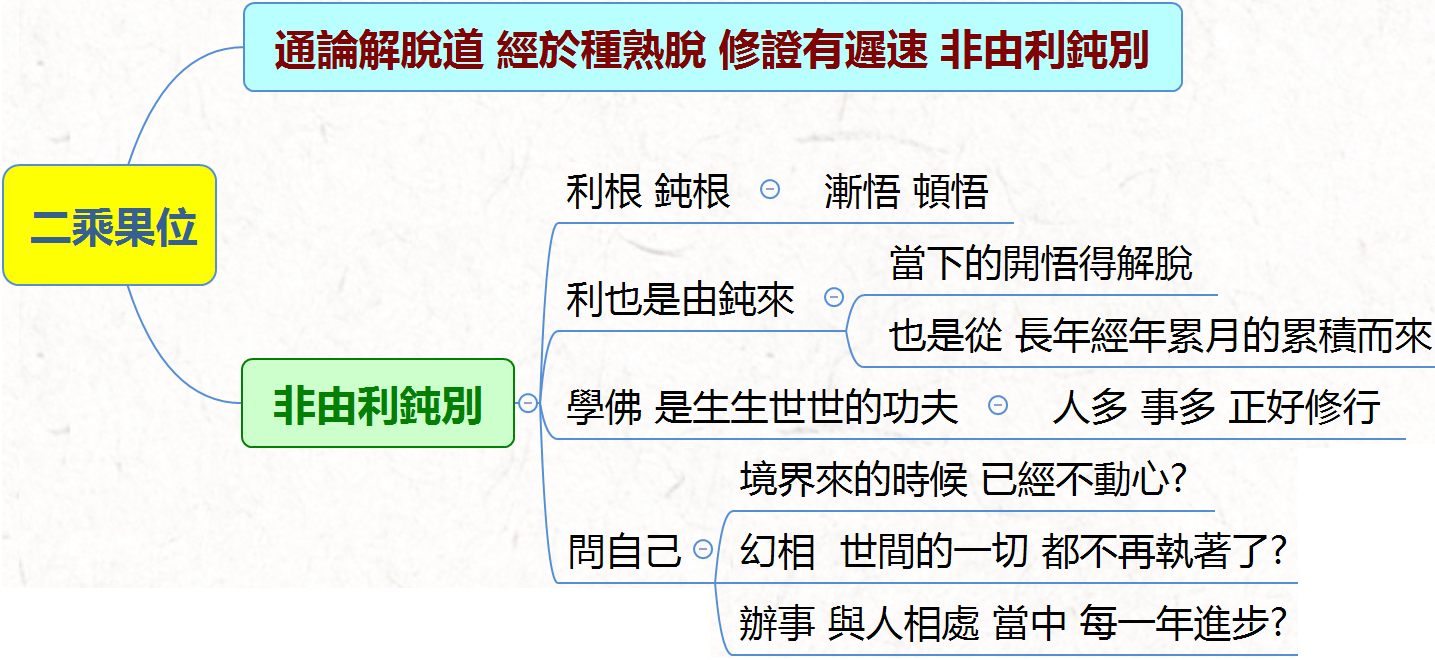 通論解脫道 經於種熟脫 修證有遲速 非由利鈍別
二乘果位
非由利鈍別
利根 鈍根
漸悟 頓悟
利也是由鈍來
當下的開悟得解脫
也是從 長年經年累月的累積而來
學佛 是生生世世的功夫
人多 事多 正好修行
問自己
境界來的時候 已經不動心?
幻相 世間的一切 都不再執著了?
辦事 與人相處 當中 每一年進步?